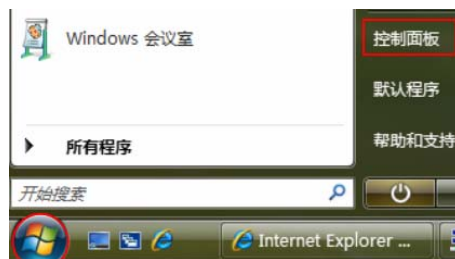 Windows 会议室
控制面板
默认程序
所有程序
帮助和支持
开始搜索
Internet Explorer ...